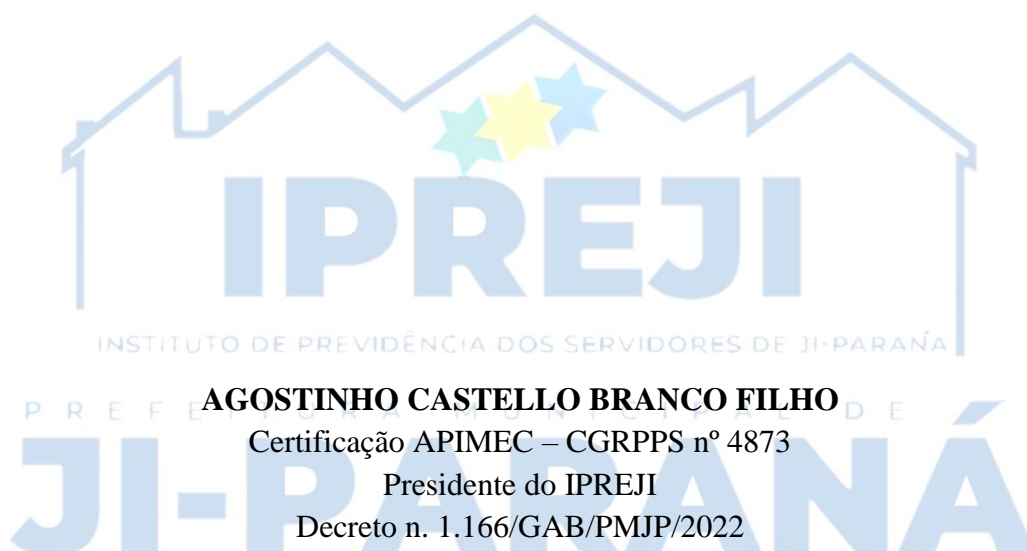 IPREJI
INSTITUTO DE PREVIDÊNCIA DOS SERVIDORES DE JI-PARANÁ
AGOSTINHO CASTELLO BRANCO FILHO
PREFEITURA MUNICIPAL DE
Certificação APIMEC – CGRPPS nº 4873
JI-PARANÁ
Presidente do IPREJI
Decreto n. 1.166/GAB/PMJP/2022